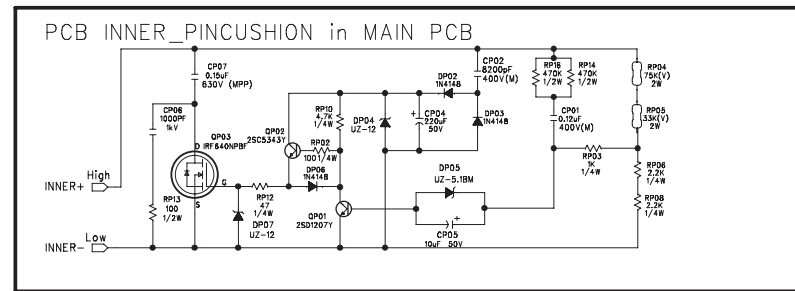 PCB INNER_PINCUSHION in MAIN PCB
CP07
0.15uF
630V (MPP)
CP06
1000PF
1kV
QP03
D IRF640NPBF
G
S
High
INNER+
Low
INNER-
RP13
100
1/2W
RP12
47
1/4W
DP07
UZ-12
QP02
2SC5343Y
RP10
4.7K
1/4W
RP02
100 1/4W
DP06
1N4148
QP01
2SD1207Y
DP04
UZ-12
CP04
220uF
50V
DP02
1N4148
CP02
8200pF
400V(M)
DP03
1N4148
DP05
UZ-5.1BM
CP05
10uF 50V
RP16
470K
1/2W
RP14
470K
1/2W
CP01
0.12uF
400V(M)
RP03
1K
1/4W
RP04
75K(V)
2W
RP05
33K(V)
2W
RP06
2.2K
1/4W
RP08
2.2K
1/4W